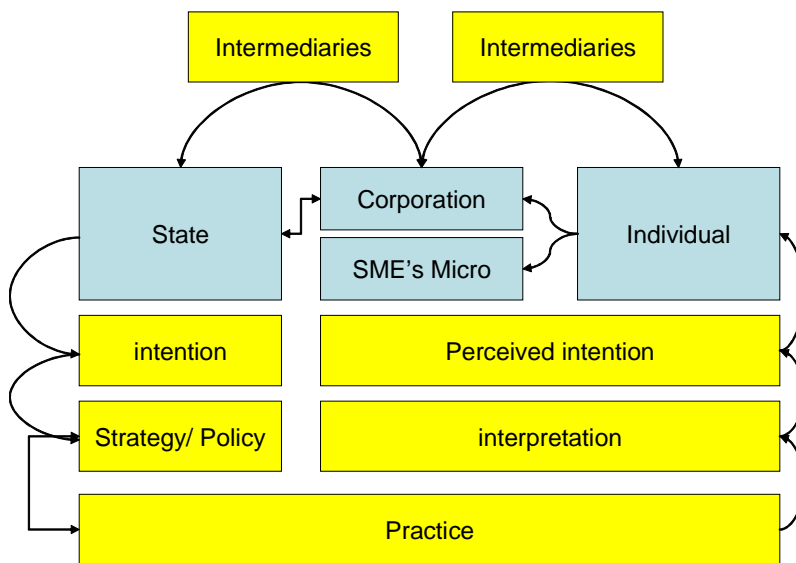 Intermediaries
Intermediaries
State
Corporation
SME's Micro
Individual
intention
Perceived intention
Strategy/ Policy
interpretation
Practice